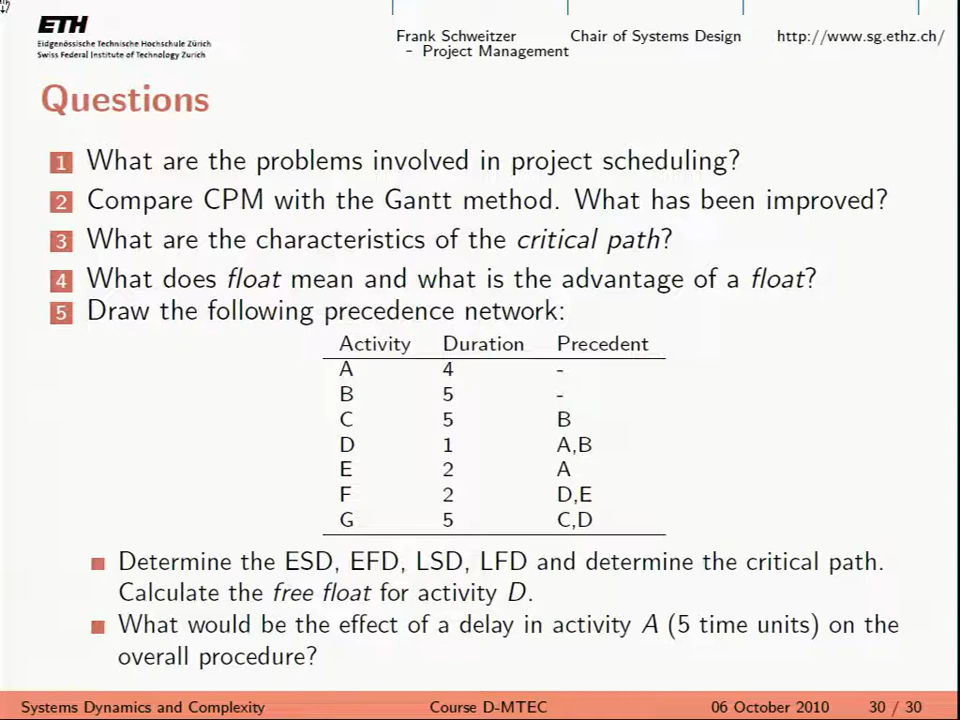 ETH
Eidgenössische Technische Hochschule Zürich
Swiss Federal Institute of Technology Zurich
Frank Schweitzer
– Project Management
Chair of Systems Design
http://www.sg.ethz.ch/
Questions
1 What are the problems involved in project scheduling?
2 Compare CPM with the Gantt method. What has been improved?
3 What are the characteristics of the critical path?
4 What does float mean and what is the advantage of a float?
5 Draw the following precedence network:
Activity Duration Precedent
A 4 -
B 5 -
C 5 B
D 1 A,B
E 2 A
F 2 D,E
G 5 C,D
Determine the ESD, EFD, LSD, LFD and determine the critical path.
Calculate the free float for activity D.
What would be the effect of a delay in activity A (5 time units) on the
overall procedure?
Systems Dynamics and Complexity Course D-MTEC 06 October 2010 30 / 30